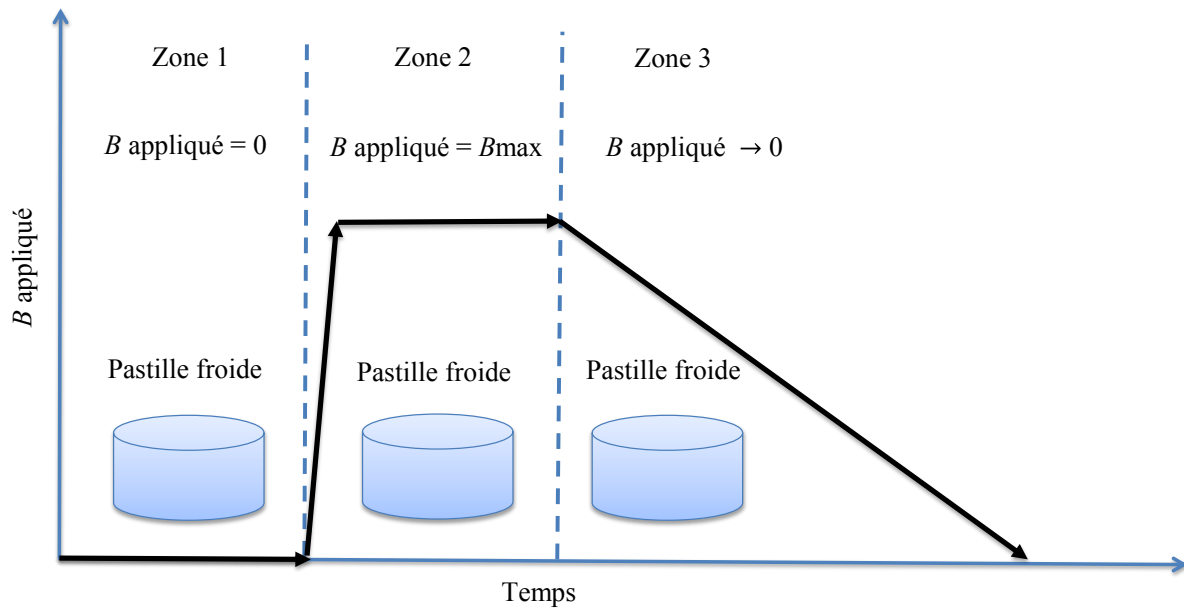 Zone 1
Zone 2
Zone 3
B appliqué = 0
B appliqué = Bmax
B appliqué → 0
B appliqué
Pastille froide
Pastille froide
Pastille froide
Temps